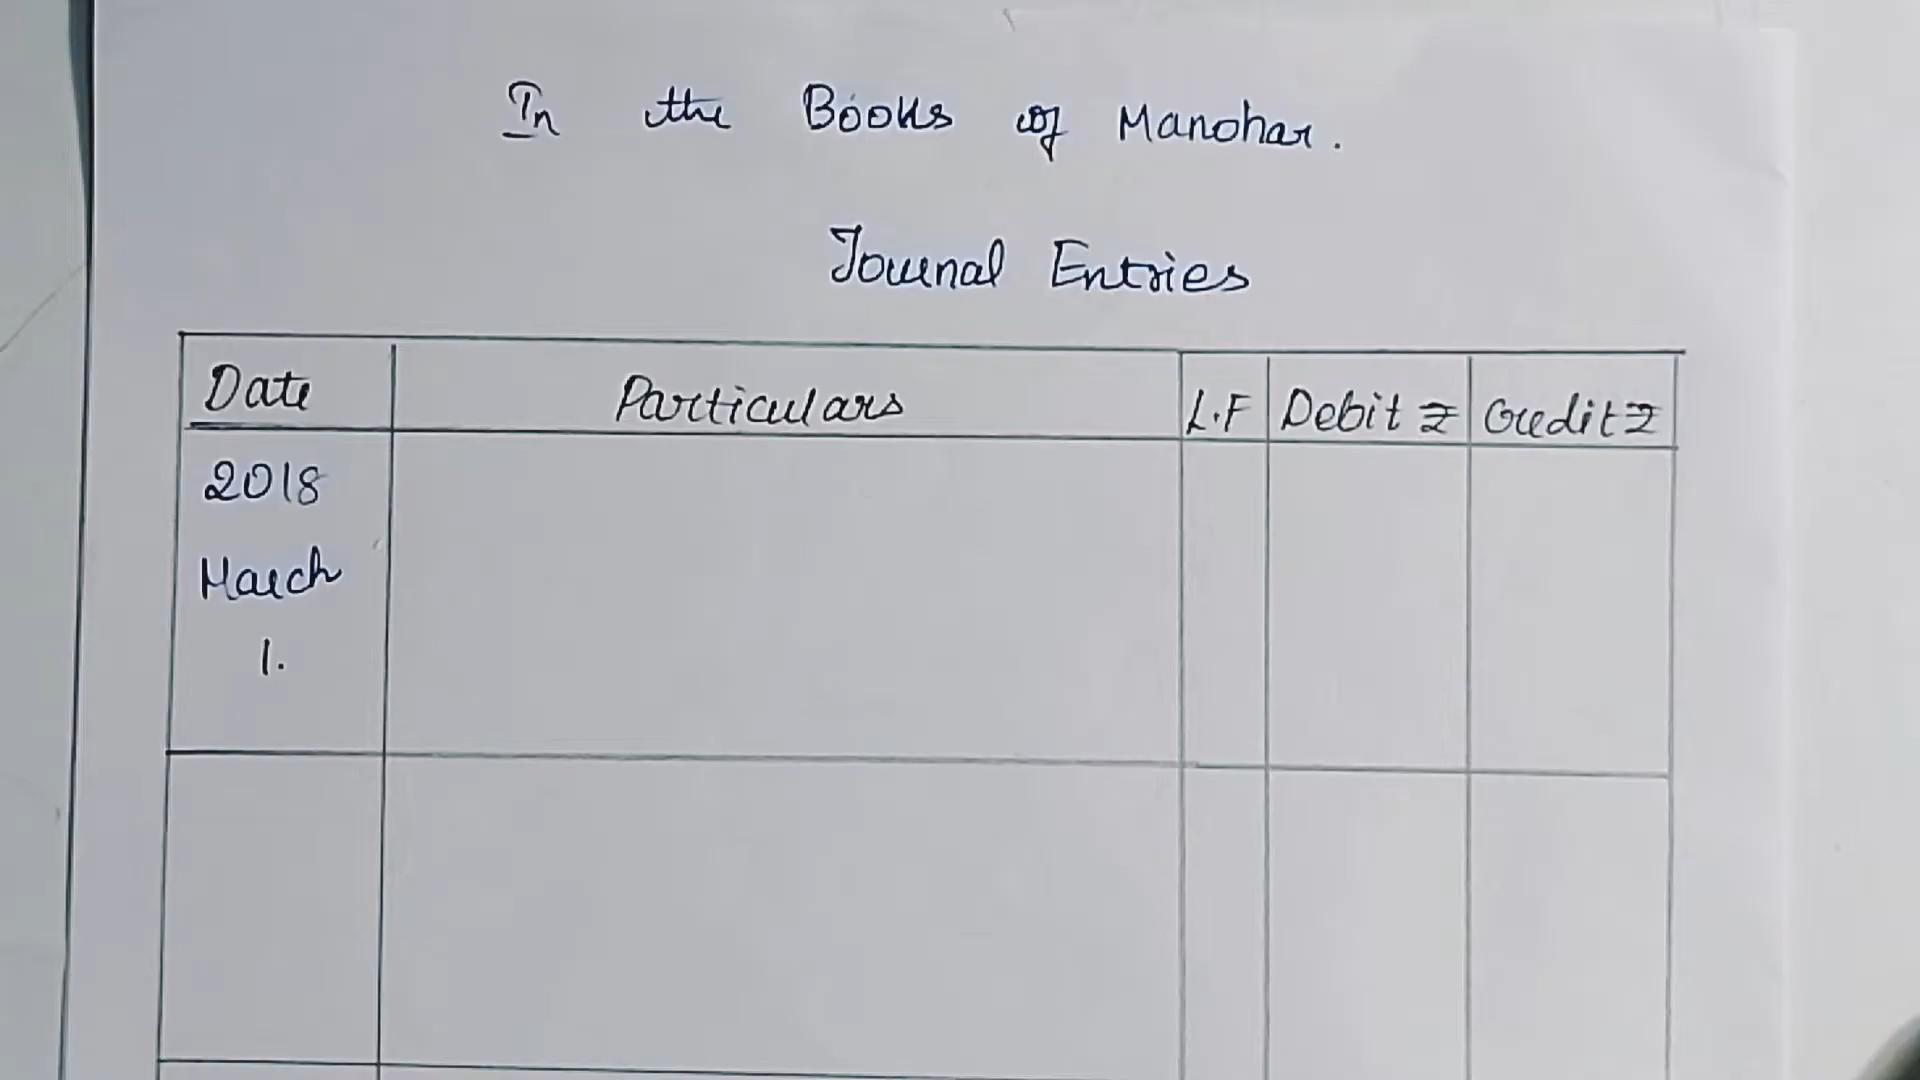 In the Books of Manohar.
Journal Entries
Date Particulars L.F Debit ₹ Credit ₹
2018
March
1.